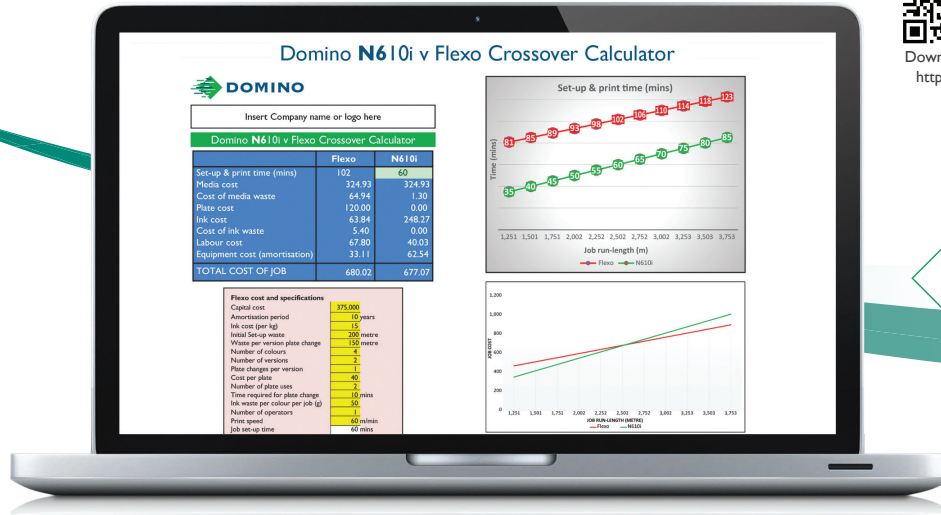 Domino N610i v Flexo Crossover Calculator
DOMINO
Insert Company name or logo here
Domino N610i v Flexo Crossover Calculator
Flexo N610i
Set-up & print time (mins) 102 60
Media cost 324.93 324.93
Cost of media waste 64.94 1.30
Plate cost 120.00 0.00
Ink cost 63.84 248.27
Cost of ink waste 5.40 0.00
Labour cost 67.80 40.03
Equipment cost (amortisation) 33.11 62.54
TOTAL COST OF JOB 680.02 677.07
Flexo cost and specifications
Capital cost 375,000
Amortisation period 10 years
Ink cost (per kg) 15
Initial Set-up waste 200 metre
Waste per version plate change 150 metre
Number of colours 4
Number of versions 2
Plate changes per version 1
Cost per plate 40
Number of plate uses 2
Time required for plate change 10 mins
Ink waste per colour per job (g) 50
Number of operators 1
Print speed 60 m/min
Job set-up time 60 mins
Set-up & print time (mins)
Time (mins)
81 85 89 93 98 102 106 110 114 118 123
35 40 45 50 55 60 65 70 75 80 85
1,251 1,501 1,751 2,002 2,252 2,502 2,752 3,002 3,253 3,503 3,753
Job run-length (m)
Flexo N610i
JOB COST
1,200
1,000
800
600
400
200
0
1,251 1,501 1,751 2,002 2,252 2,502 2,752 3,002 3,253 3,503 3,753
JOB RUN-LENGTH (METRE)
Flexo N610i
Down
http